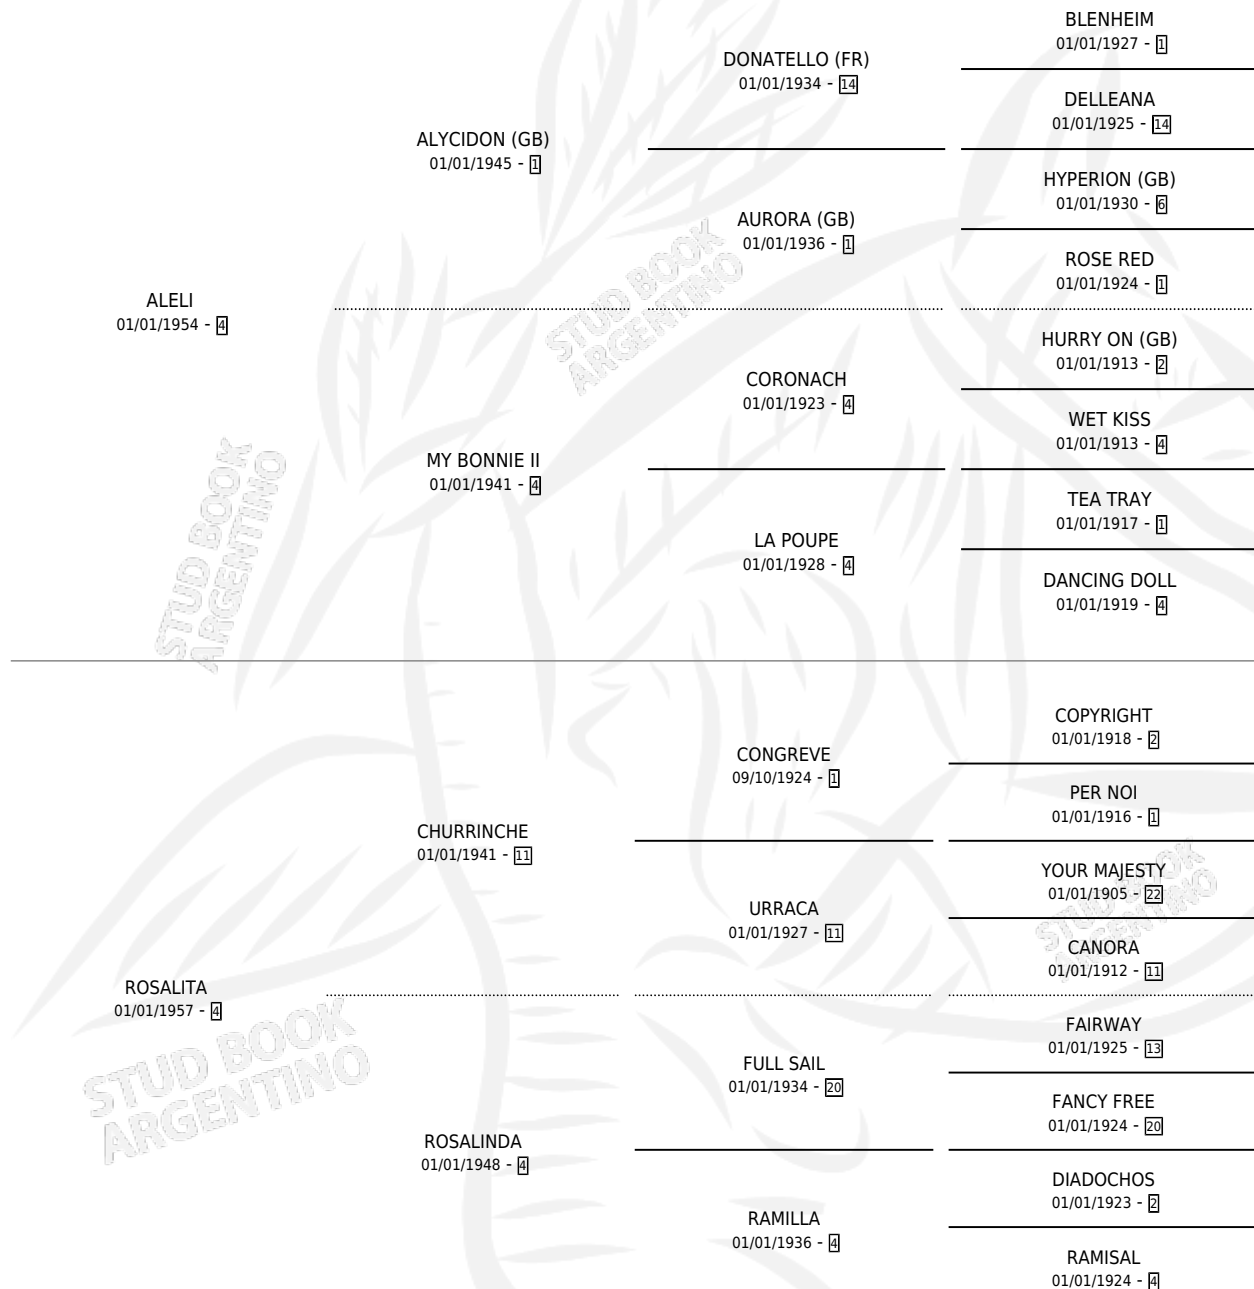 BLENHEIM
01/01/1927 - 1
DONATELLO (FR)
01/01/1934 - 14
DELLEANA
01/01/1925 - 14
ALYCIDON (GB)
01/01/1945 - 1
HYPERION (GB)
01/01/1930 - 6
AURORA (GB)
01/01/1936 - 1
ROSE RED
01/01/1924 - 1
ALELI
01/01/1954 - 4
HURRY ON (GB)
01/01/1913 - 2
CORONACH
01/01/1923 - 4
WET KISS
01/01/1913 - 4
MY BONNIE II
01/01/1941 - 4
TEA TRAY
01/01/1917 - 1
LA POUPE
01/01/1928 - 4
DANCING DOLL
01/01/1919 - 4
COPYRIGHT
01/01/1918 - 2
CONGREVE
09/10/1924 - 1
PER NOI
01/01/1916 - 1
CHURRINCHE
01/01/1941 - 11
YOUR MAJESTY
01/01/1905 - 22
URRACA
01/01/1927 - 11
CANORA
01/01/1912 - 11
ROSALITA
01/01/1957 - 4
FAIRWAY
01/01/1925 - 13
FULL SAIL
01/01/1934 - 20
FANCY FREE
01/01/1924 - 20
ROSALINDA
01/01/1948 - 4
DIADOCHOS
01/01/1923 - 2
RAMILLA
01/01/1936 - 4
RAMISAL
01/01/1924 - 4
STUD BOOK
ARGENTINO
STUD BOOK
ARGENTINO
STUD BOOK
ARGENTINO
STUD BOOK
ARGENTINO